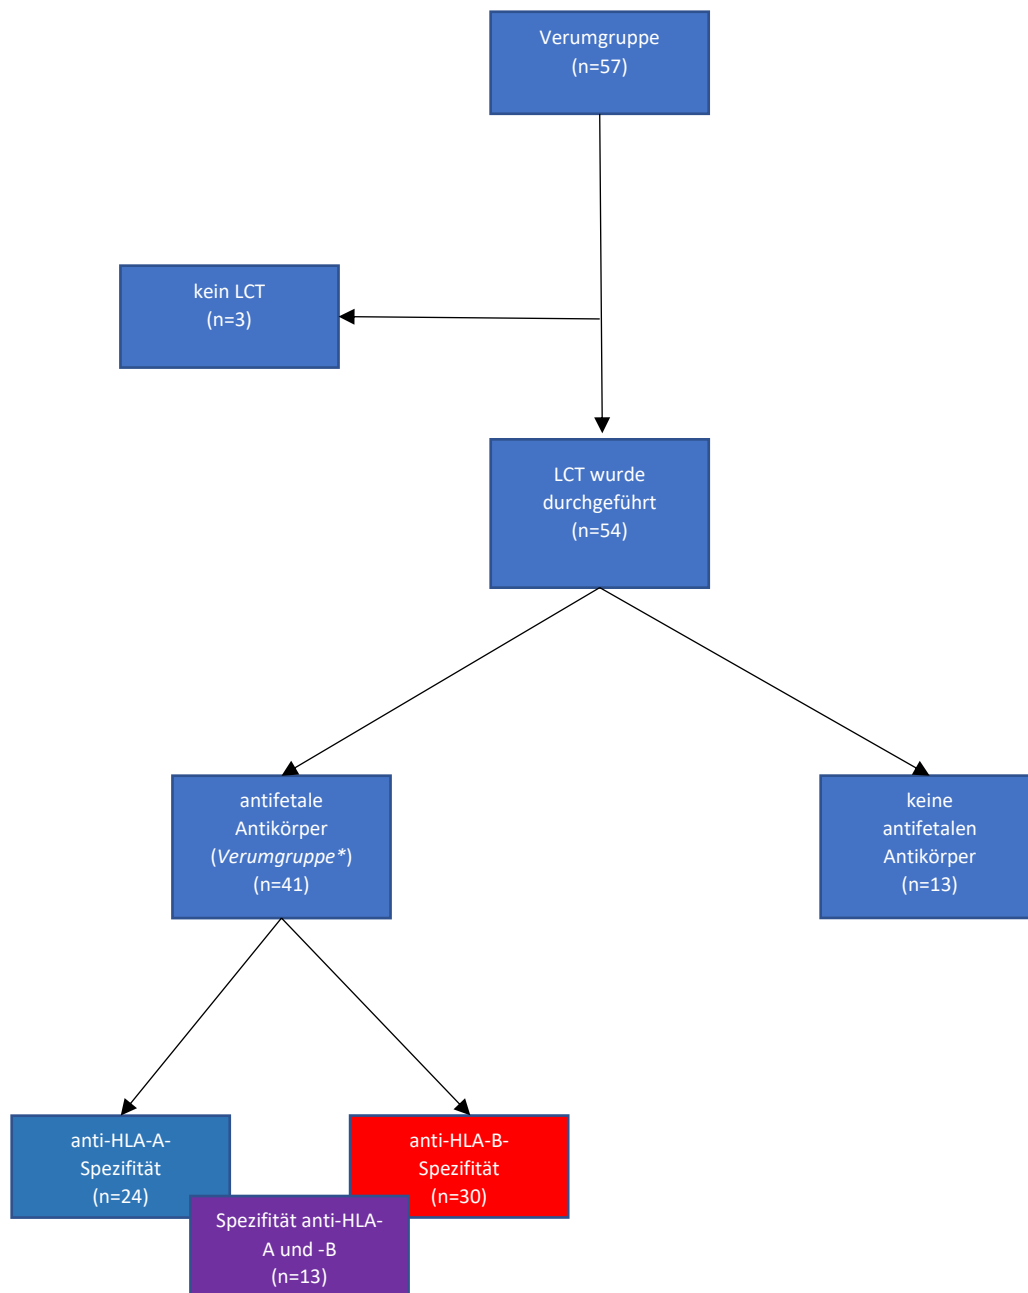 Verumgruppe
(n=57)
kein LCT
(n=3)
LCT wurde
durchgeführt
(n=54)
antifetale
Antikörper
(Verumgruppe*)
(n=41)
keine
antifetalen
Antikörper
(n=13)
anti-HLA-A-
Spezifität
(n=24)
anti-HLA-B-
Spezifität
(n=30)
Spezifität anti-HLA-
A und -B
(n=13)